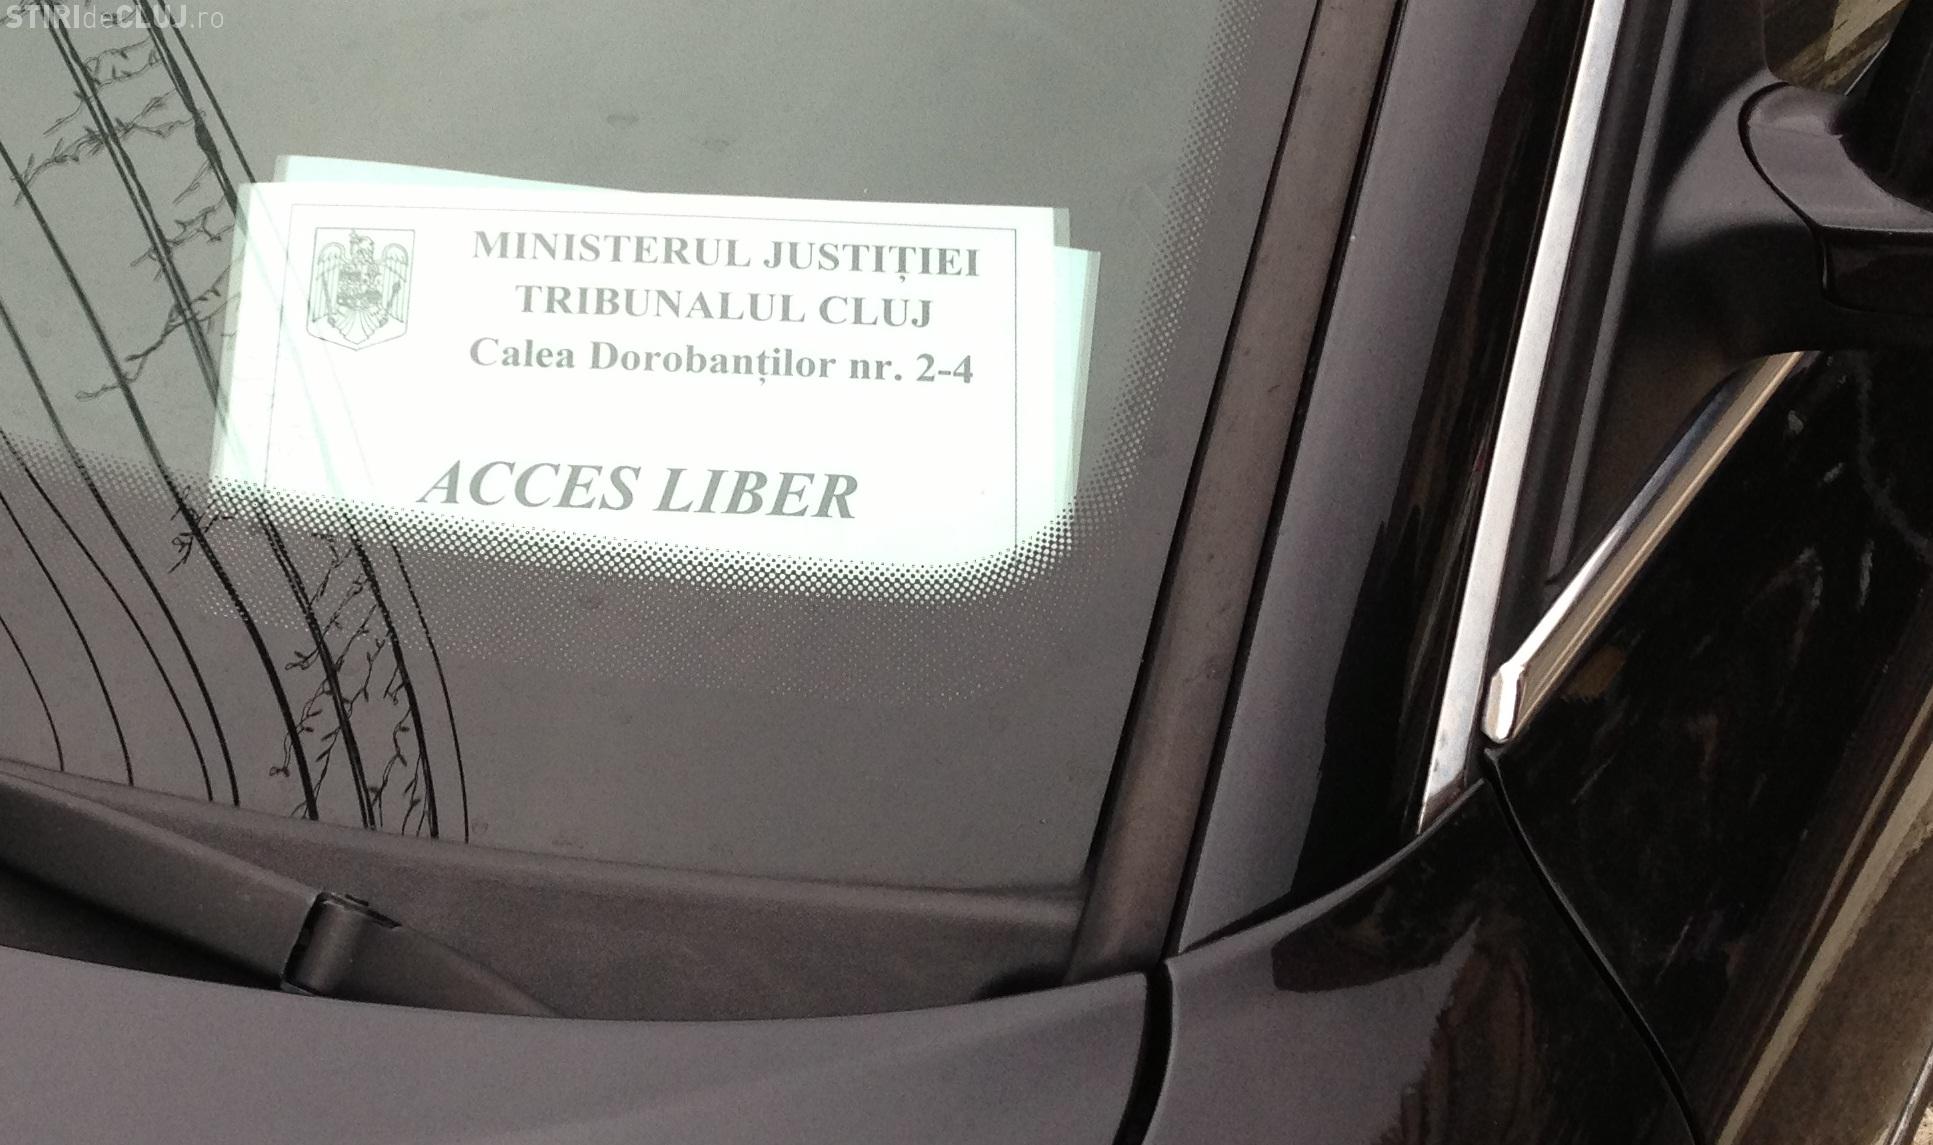 STIRIdeCLUJ.ro
MINISTERUL JUSTIȚIEI
TRIBUNALUL CLUJ
Calea Dorobanților nr. 2-4
ACCES LIBER